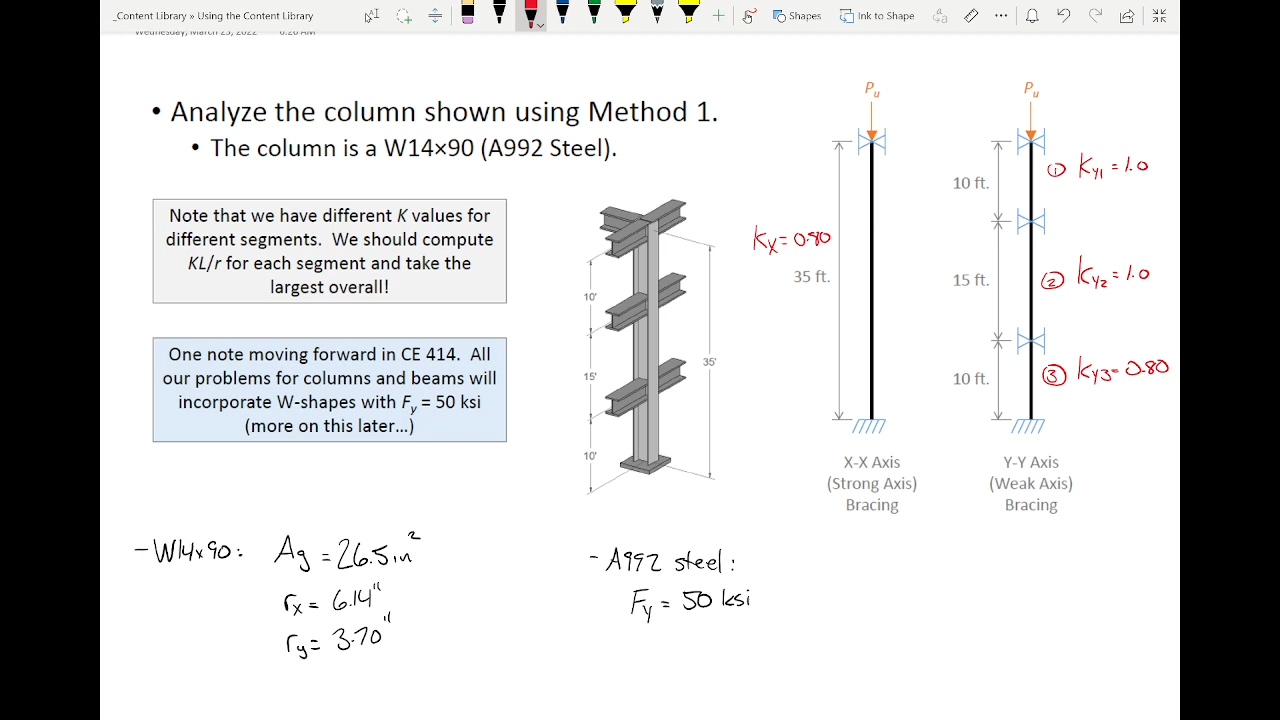 _Content Library » Using the Content Library
Shapes
Ink to Shape
Wednesday, March 23, 2022
6:20 AM
• Analyze the column shown using Method 1.
• The column is a W14×90 (A992 Steel).
Note that we have different K values for
different segments. We should compute
KL/r for each segment and take the
largest overall!
One note moving forward in CE 414. All
our problems for columns and beams will
incorporate W-shapes with Fy = 50 ksi
(more on this later…)
10'
15'
10'
35'
Pu
Kx = 0.80
35 ft.
X-X Axis
(Strong Axis)
Bracing
Pu
10 ft.
① Ky1 = 1.0
15 ft.
② Ky2 = 1.0
10 ft.
③ Ky3 = 0.80
Y-Y Axis
(Weak Axis)
Bracing
- W14x90: Ag = 26.5 in²
rx = 6.14"
ry = 3.70"
- A992 steel:
Fy = 50 ksi